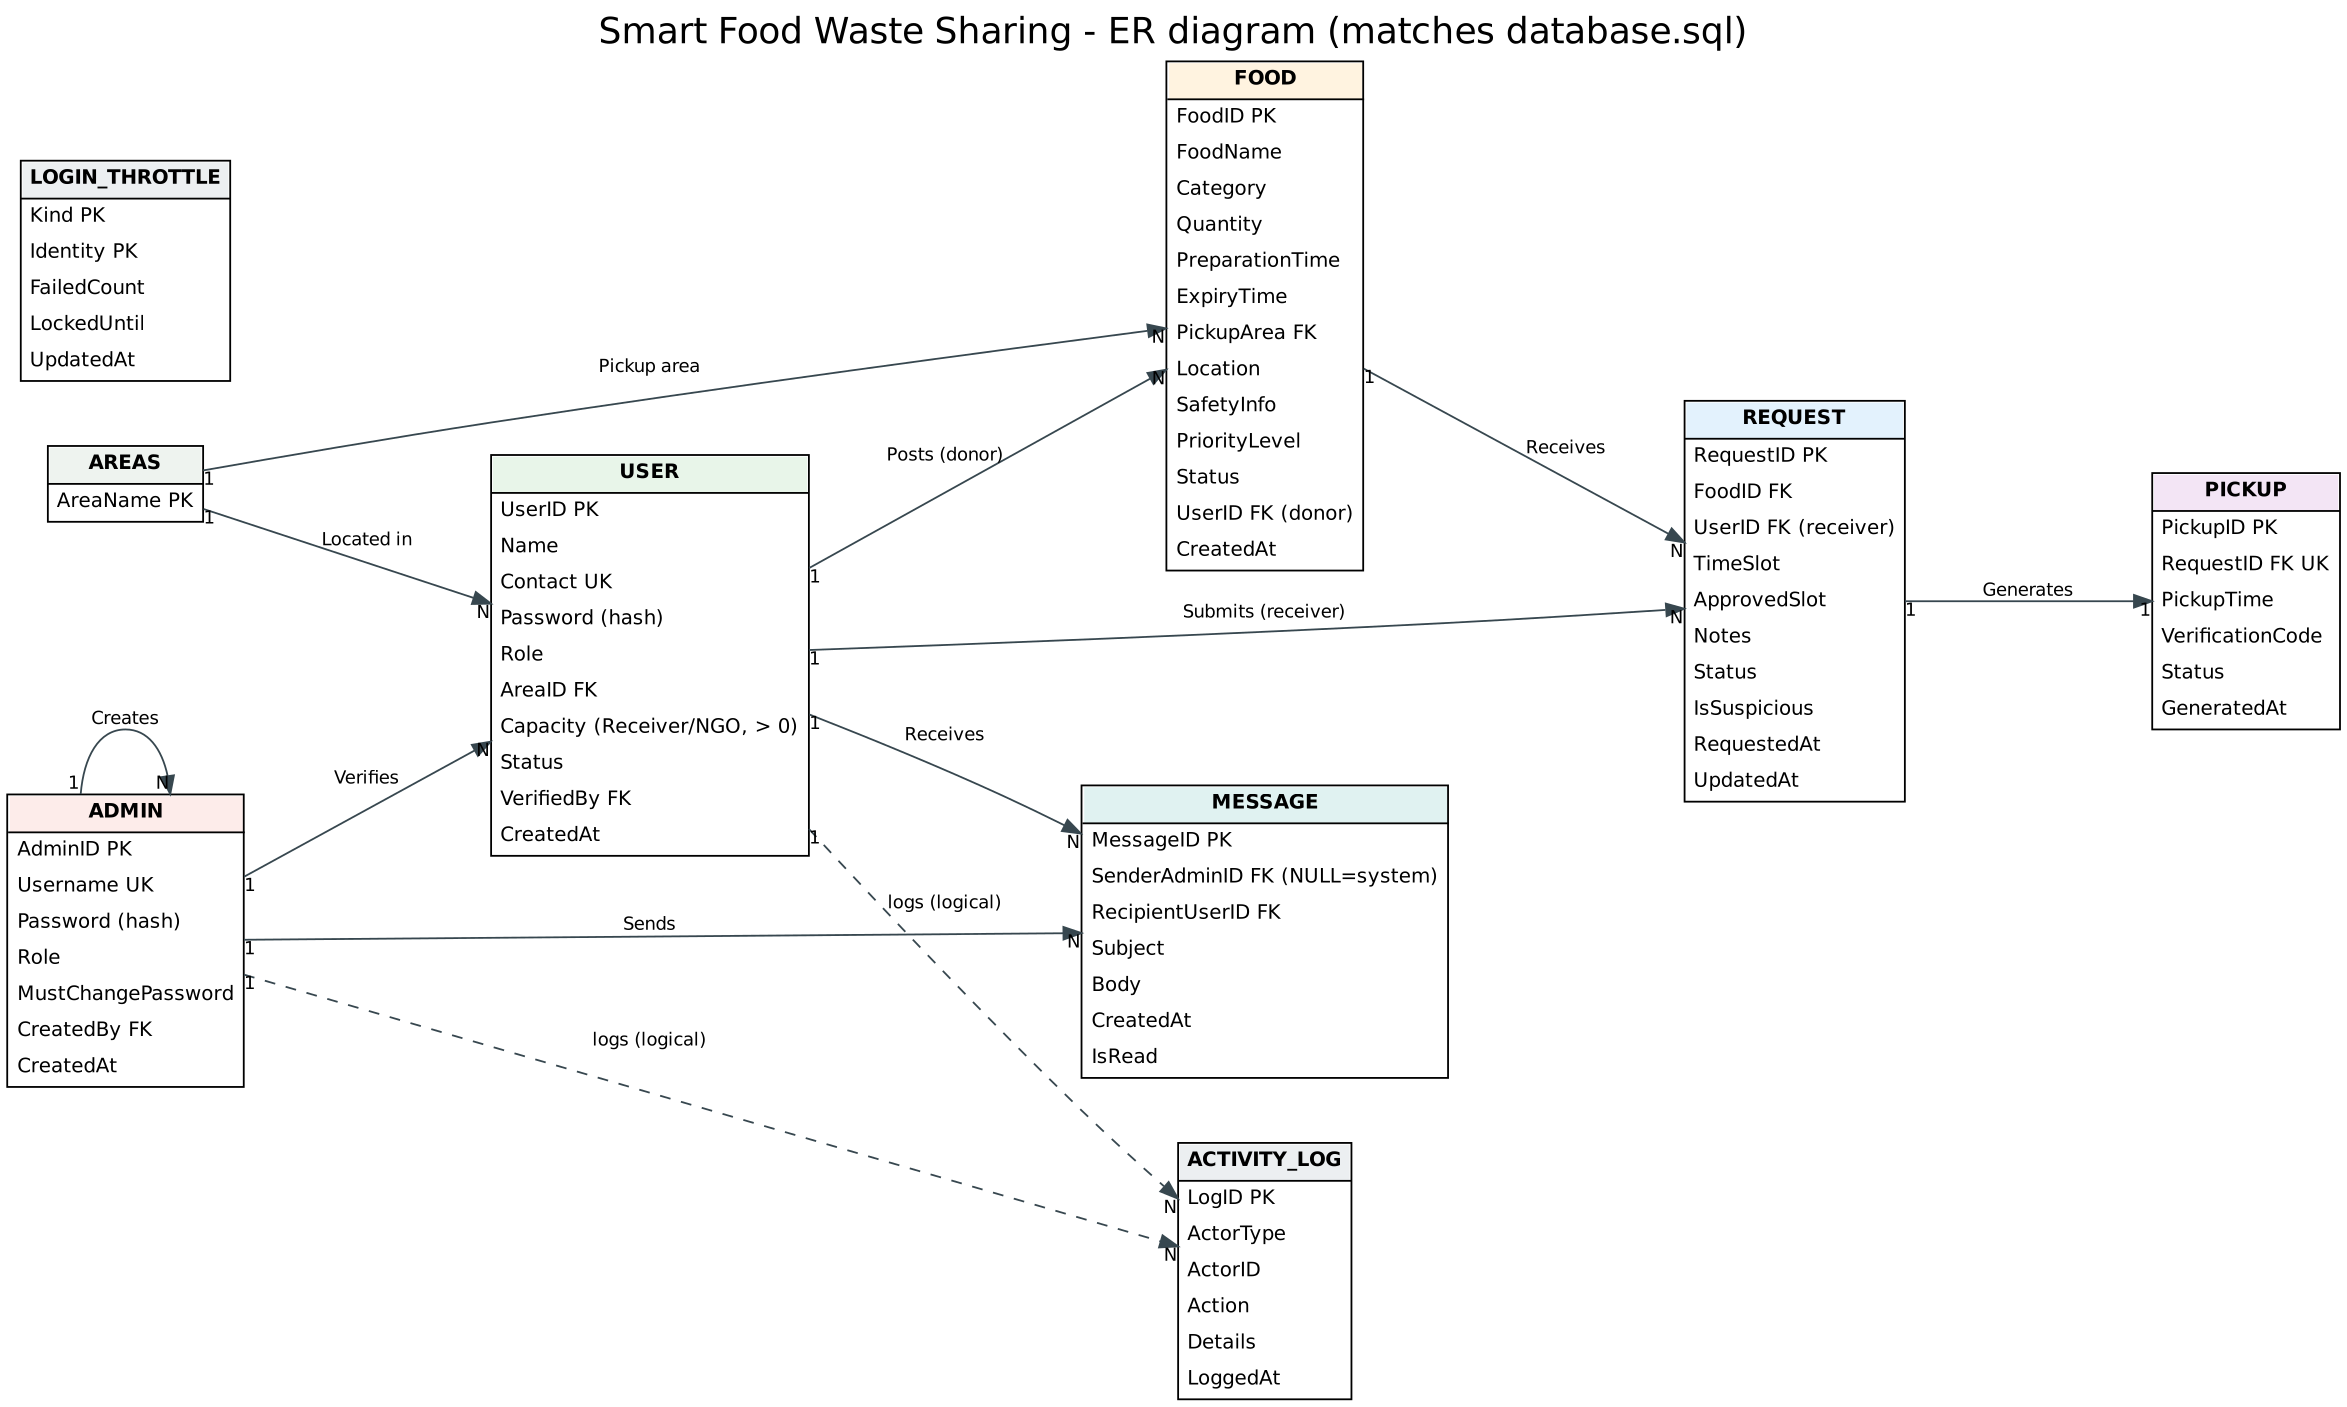 Smart Food Waste Sharing - ER diagram (matches database.sql)
LOGIN_THROTTLE
Kind PK
Identity PK
FailedCount
LockedUntil
UpdatedAt
AREAS
AreaName PK
1
1
Pickup area
N
Located in
N
Creates
1
N
ADMIN
AdminID PK
Username UK
Password (hash)
Role
MustChangePassword
CreatedBy FK
CreatedAt
1
1
1
Verifies
N
Sends
N
logs (logical)
N
USER
UserID PK
Name
Contact UK
Password (hash)
Role
AreaID FK
Capacity (Receiver/NGO, > 0)
Status
VerifiedBy FK
CreatedAt
1
1
1
1
Posts (donor)
N
Submits (receiver)
N
Receives
N
logs (logical)
N
FOOD
FoodID PK
FoodName
Category
Quantity
PreparationTime
ExpiryTime
PickupArea FK
Location
SafetyInfo
PriorityLevel
Status
UserID FK (donor)
CreatedAt
1
Receives
N
MESSAGE
MessageID PK
SenderAdminID FK (NULL=system)
RecipientUserID FK
Subject
Body
CreatedAt
IsRead
ACTIVITY_LOG
LogID PK
ActorType
ActorID
Action
Details
LoggedAt
REQUEST
RequestID PK
FoodID FK
UserID FK (receiver)
TimeSlot
ApprovedSlot
Notes
Status
IsSuspicious
RequestedAt
UpdatedAt
1
Generates
1
PICKUP
PickupID PK
RequestID FK UK
PickupTime
VerificationCode
Status
GeneratedAt